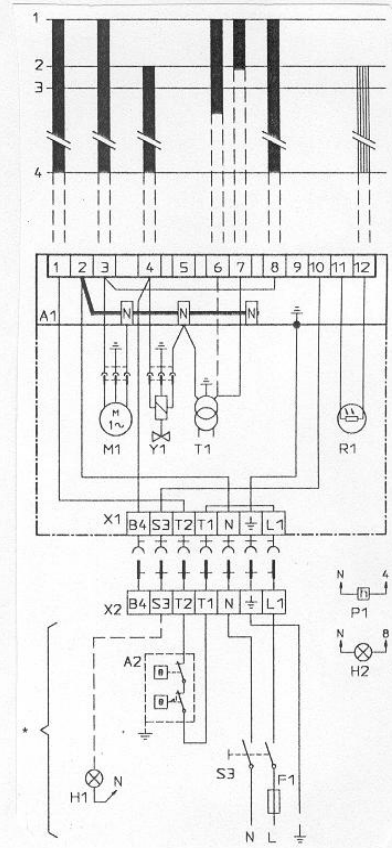 1
2
3
4
1 2 3 4 5 6 7 8 9 10 11 12
A1
N N N
M 1~
M1 Y1 T1 R1
X1 B4 S3 T2 T1 N L1
X2 B4 S3 T2 T1 N L1
N 4
P1
N 8
H2
A2
*
S3 F1
H1 N
N L